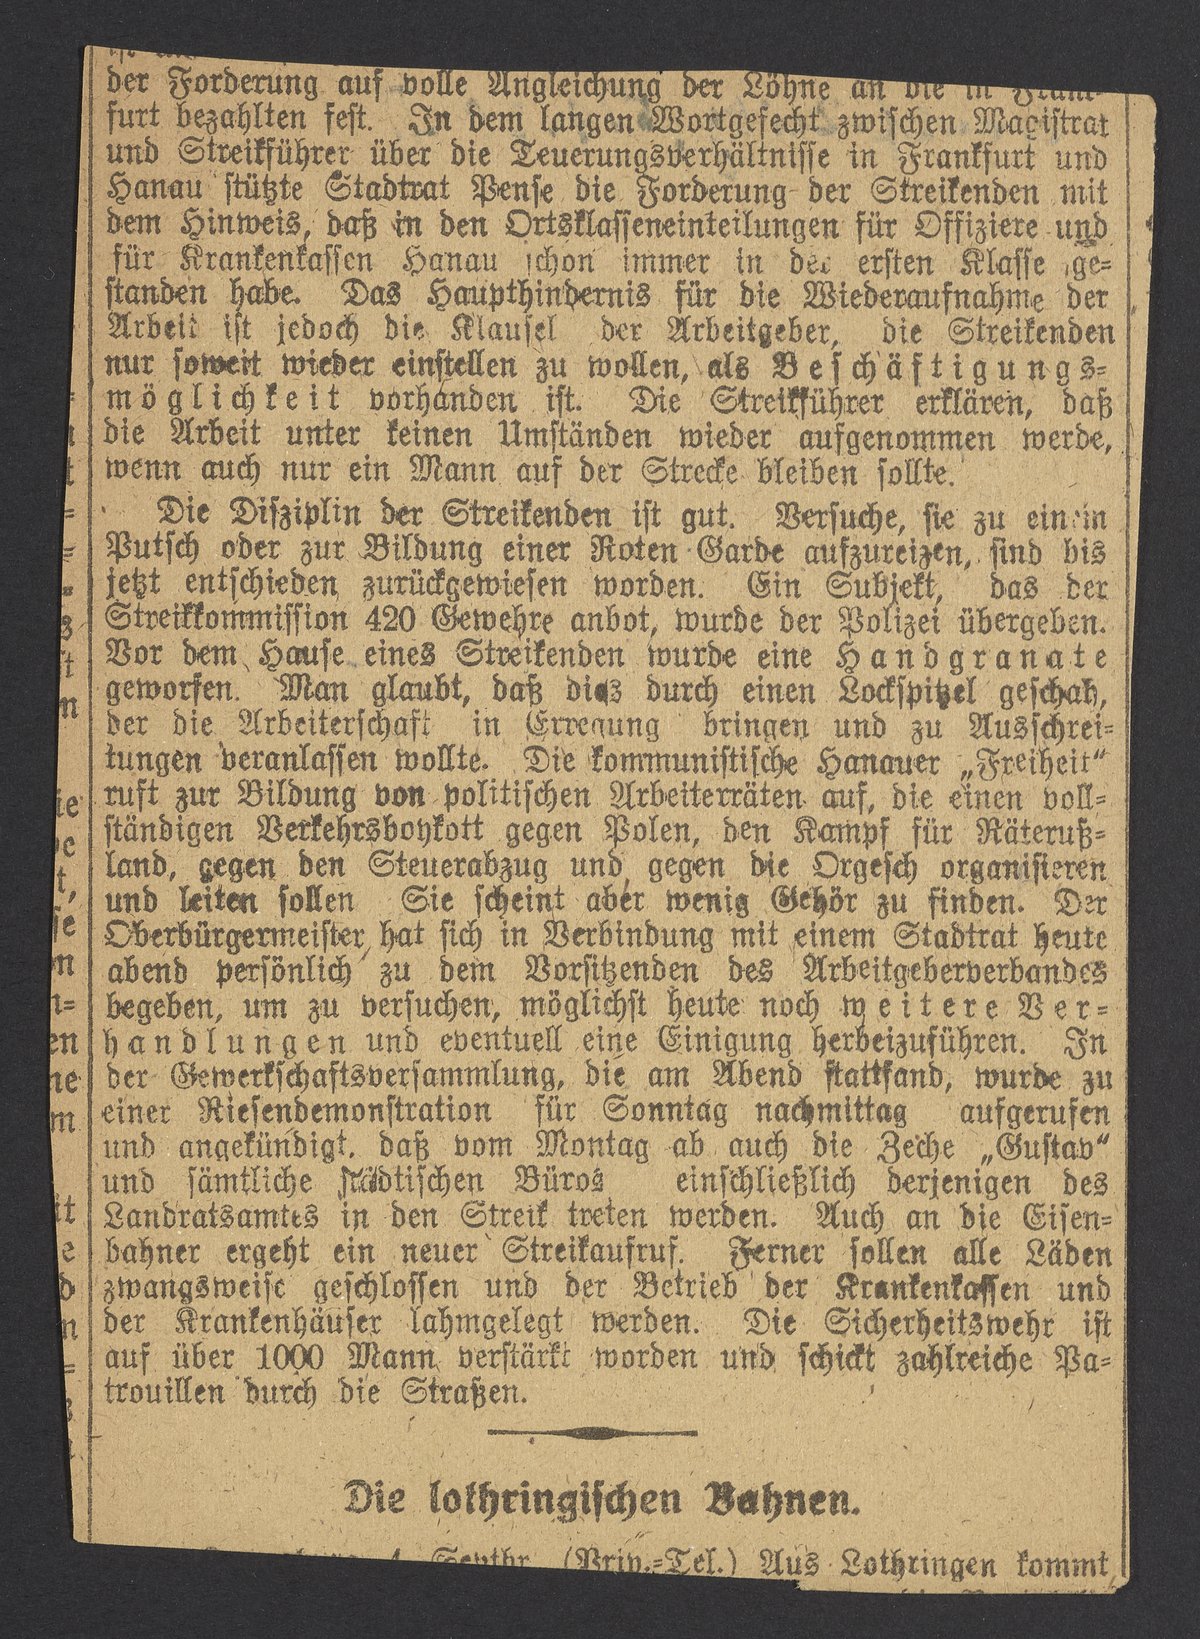 der Forderung auf volle Angleichung der Löhne an die in Frank-
furt bezahlten fest. In dem langen Wortgefecht zwischen Magistrat
und Streikführer über die Teuerungsverhältnisse in Frankfurt und
Hanau stützte Stadtrat Pense die Forderung der Streikenden mit
dem Hinweis, daß in den Ortsklasseneinteilungen für Offiziere und
für Krankenkassen Hanau schon immer in der ersten Klasse ge-
standen habe. Das Haupthindernis für die Wiederaufnahme der
Arbeit ist jedoch die Klausel der Arbeitgeber, die Streikenden
nur soweit wieder einstellen zu wollen, als Beschäftigungs-
möglichkeit vorhanden ist. Die Streikführer erklären, daß
die Arbeit unter keinen Umständen wieder aufgenommen werde,
wenn auch nur ein Mann auf der Strecke bleiben sollte.
Die Disziplin der Streikenden ist gut. Versuche, sie zu einem
Putsch oder zur Bildung einer Roten Garde aufzureizen, sind bis
jetzt entschieden zurückgewiesen worden. Ein Subjekt, das der
Streikkommission 420 Gewehre anbot, wurde der Polizei übergeben.
Vor dem Hause eines Streikenden wurde eine Handgranate
geworfen. Man glaubt, daß dies durch einen Lockspitzel geschah,
der die Arbeiterschaft in Erregung bringen und zu Ausschrei-
tungen veranlassen wollte. Die kommunistische Hanauer „Freiheit“
ruft zur Bildung von politischen Arbeiterräten auf, die einen voll-
ständigen Verkehrsboykott gegen Polen, den Kampf für Räteruß-
land, gegen den Steuerabzug und gegen die Orgesch organisieren
und leiten sollen Sie scheint aber wenig Gehör zu finden. Der
Oberbürgermeister hat sich in Verbindung mit einem Stadtrat heute
abend persönlich zu dem Vorsitzenden des Arbeitgeberverbandes
begeben, um zu versuchen, möglichst heute noch weitere Ver-
handlungen und eventuell eine Einigung herbeizuführen. In
der Gewerkschaftsversammlung, die am Abend stattfand, wurde zu
einer Riesendemonstration für Sonntag nachmittag aufgerufen
und angekündigt, daß vom Montag ab auch die Zeche „Gustav“
und sämtliche städtischen Büros einschließlich derjenigen des
Landratsamtes in den Streik treten werden. Auch an die Eisen-
bahner ergeht ein neuer Streikaufruf. Ferner sollen alle Läden
zwangsweise geschlossen und der Betrieb der Krankenkassen und
der Krankenhäuser lahmgelegt werden. Die Sicherheitswehr ist
auf über 1000 Mann verstärkt worden und schickt zahlreiche Pa-
trouillen durch die Straßen.
Die lothringischen Bahnen.
4. Septbr. (Priv.-Tel.) Aus Lothringen kommt